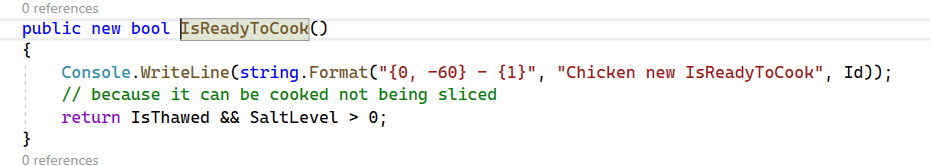 0 references
public new bool IsReadyToCook()
{
Console.WriteLine(string.Format("{0, -60} - {1}", "Chicken new IsReadyToCook", Id));
// because it can be cooked not being sliced
return IsThawed && SaltLevel > 0;
}
0 references